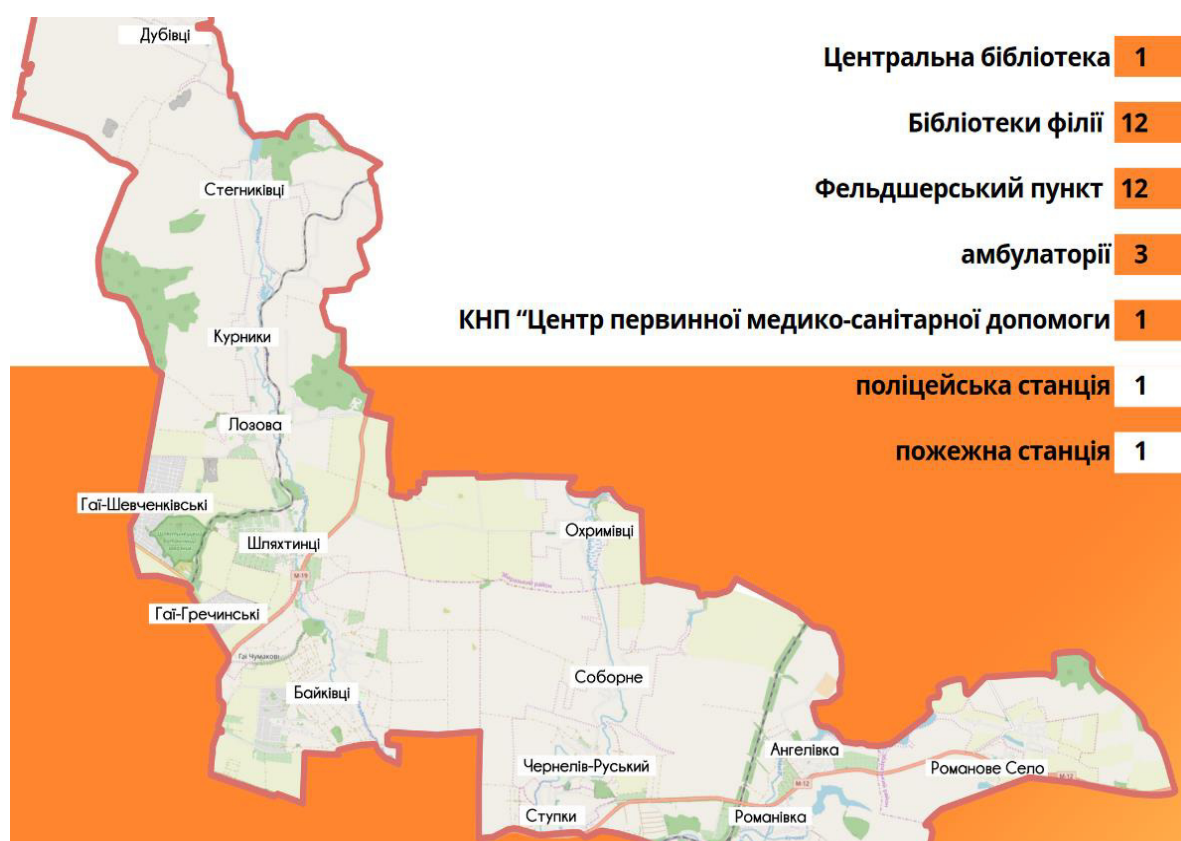 Дубівці
Центральна бібліотека 1
Бібліотеки філії 12
Фельдшерський пункт 12
Стегниківці
амбулаторії 3
КНП “Центр первинної медико-санітарної допомоги 1
Курники
поліцейська станція 1
Лозова
пожежна станція 1
Гаї-Шевченківські
Охримівці
Шляхтинці
М-19
Гаї-Гречинські
Гаї Чумакові
Соборне
Байківці
Ангелівка
Чернелів-Руський
Романове Село
М-12
М-12
Ступки
Романівка